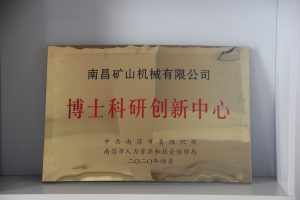 南昌矿山机械有限公司
博士科研创新中心
中共南昌市委组织部
南昌市人力资源和社会保障局
二〇二〇年四月